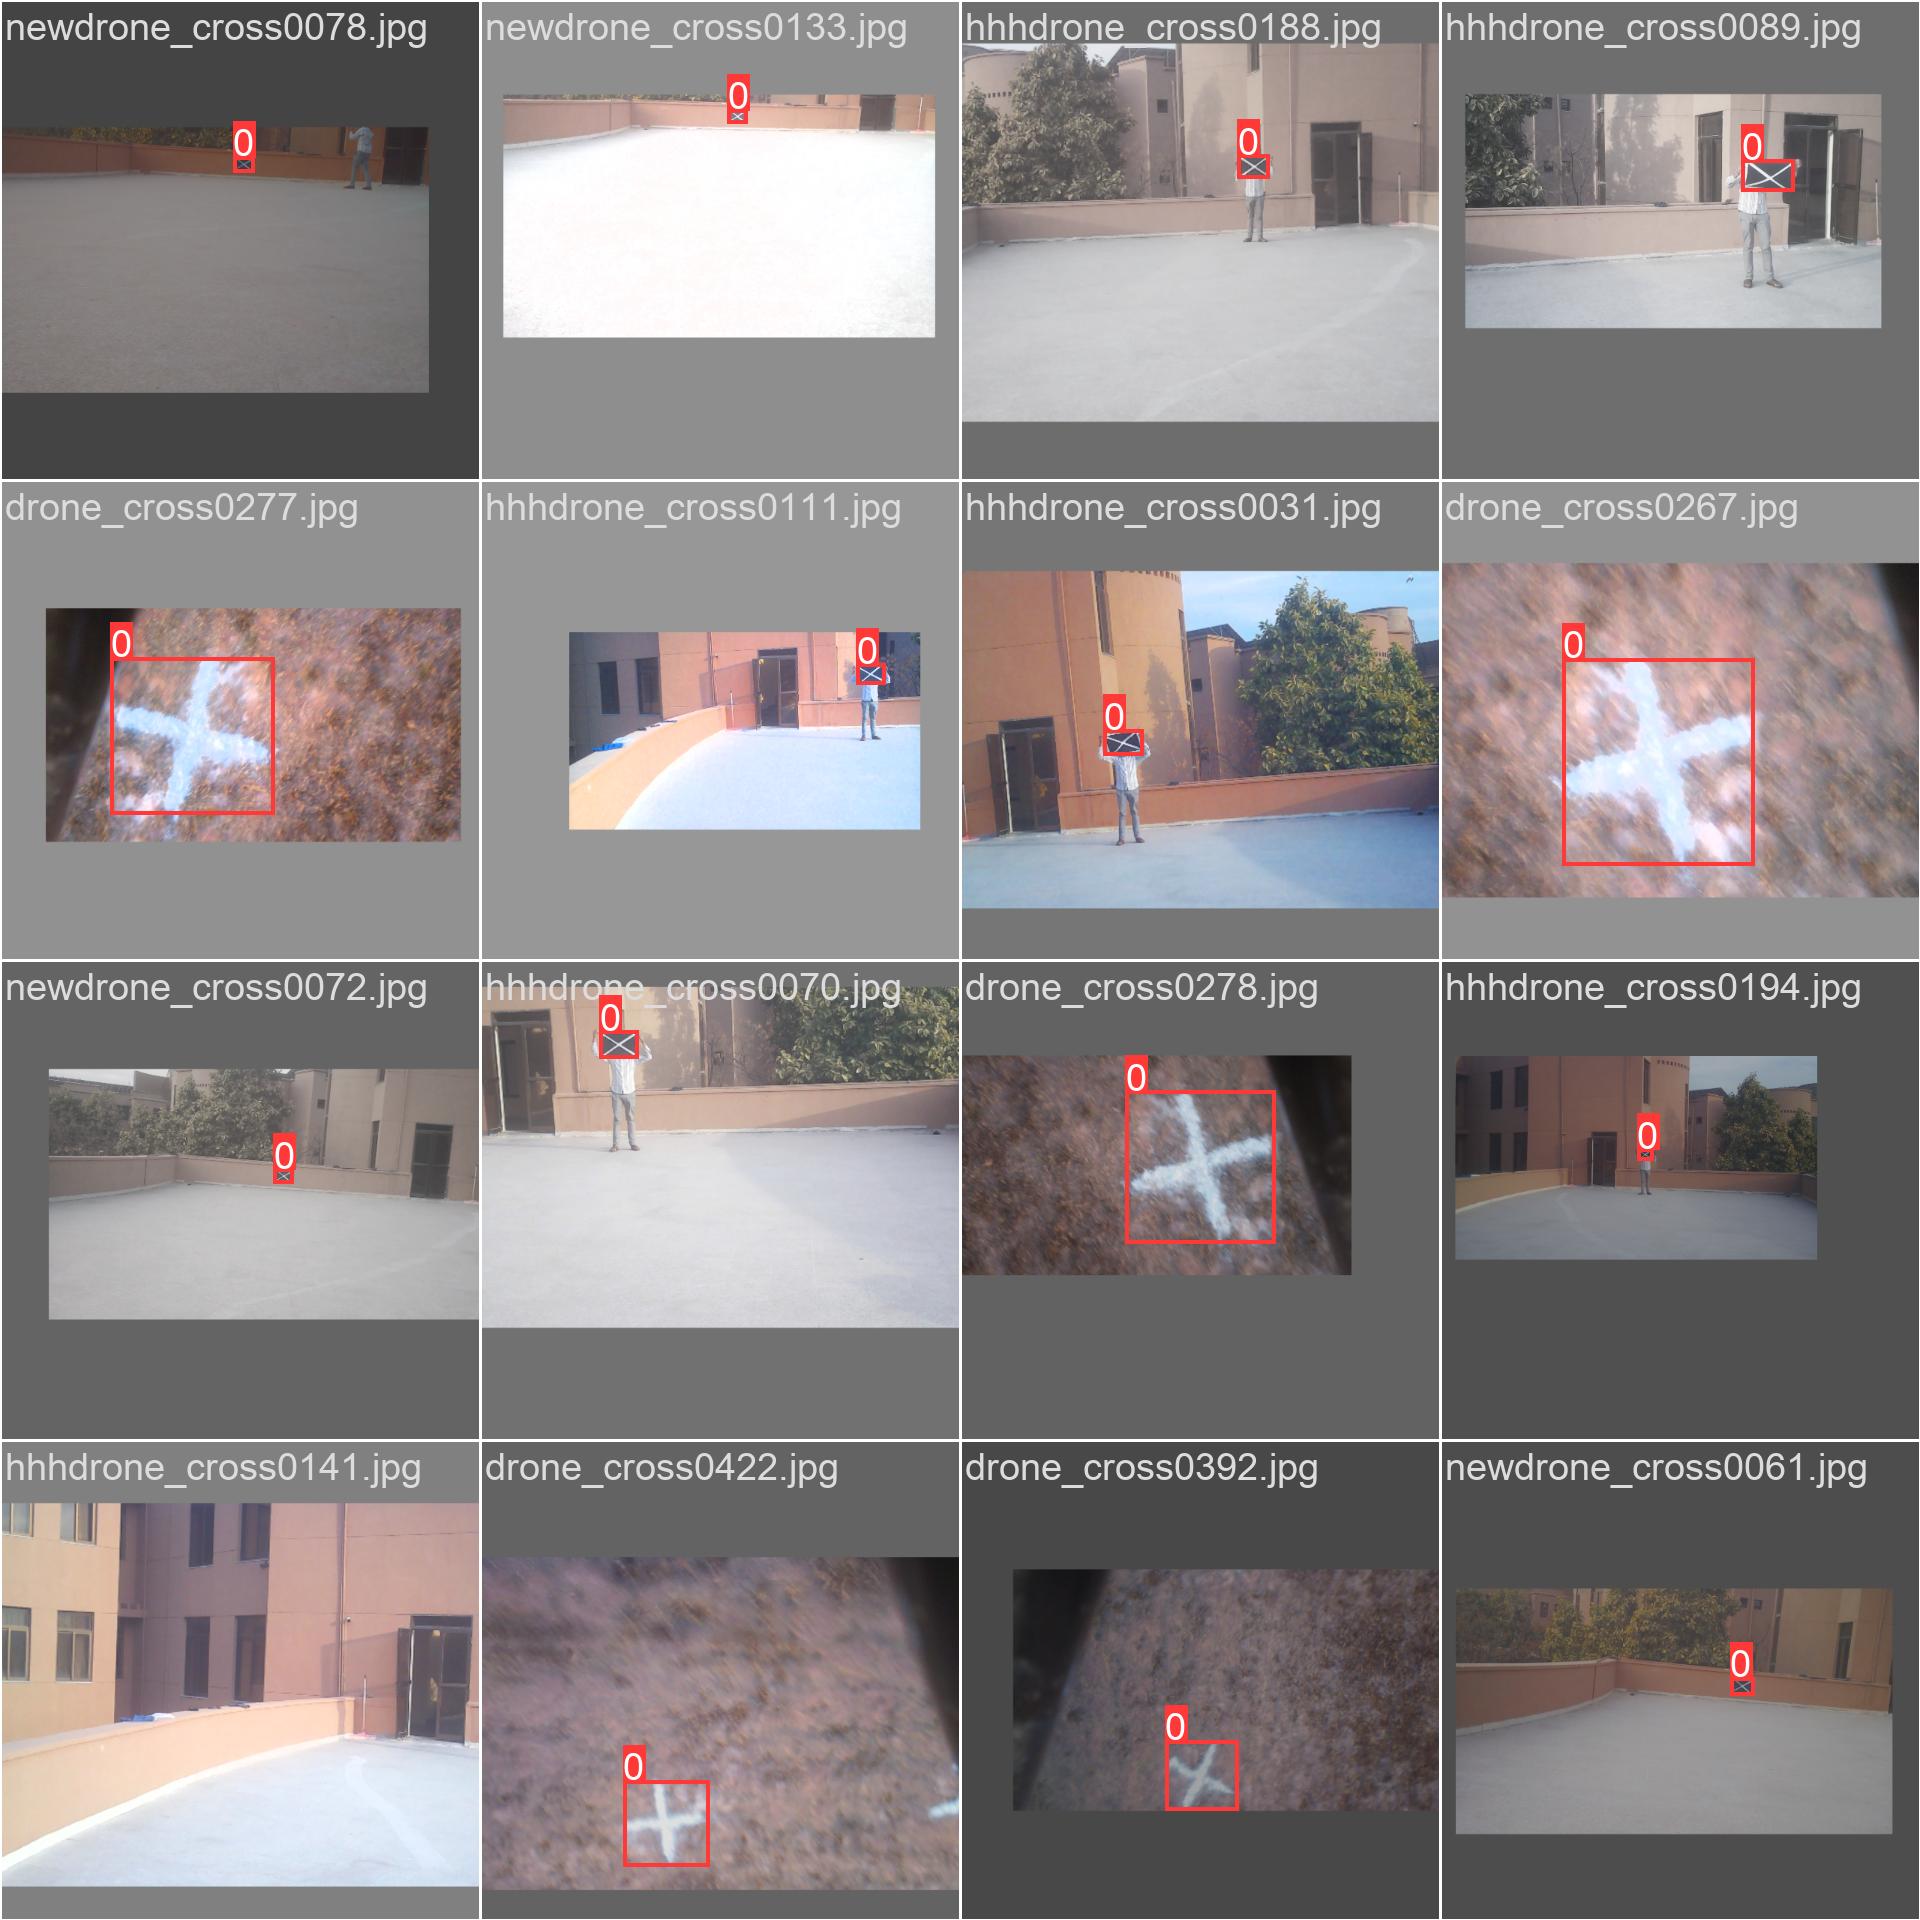 newdrone_cross0078.jpg
newdrone_cross0133.jpg
hhhdrone_cross0188.jpg
hhhdrone_cross0089.jpg
0
0
0
0
drone_cross0277.jpg
hhhdrone_cross0111.jpg
hhhdrone_cross0031.jpg
drone_cross0267.jpg
0
0
0
0
newdrone_cross0072.jpg
hhhdrone_cross0070.jpg
drone_cross0278.jpg
hhhdrone_cross0194.jpg
0
0
0
0
hhhdrone_cross0141.jpg
drone_cross0422.jpg
drone_cross0392.jpg
newdrone_cross0061.jpg
0
0
0